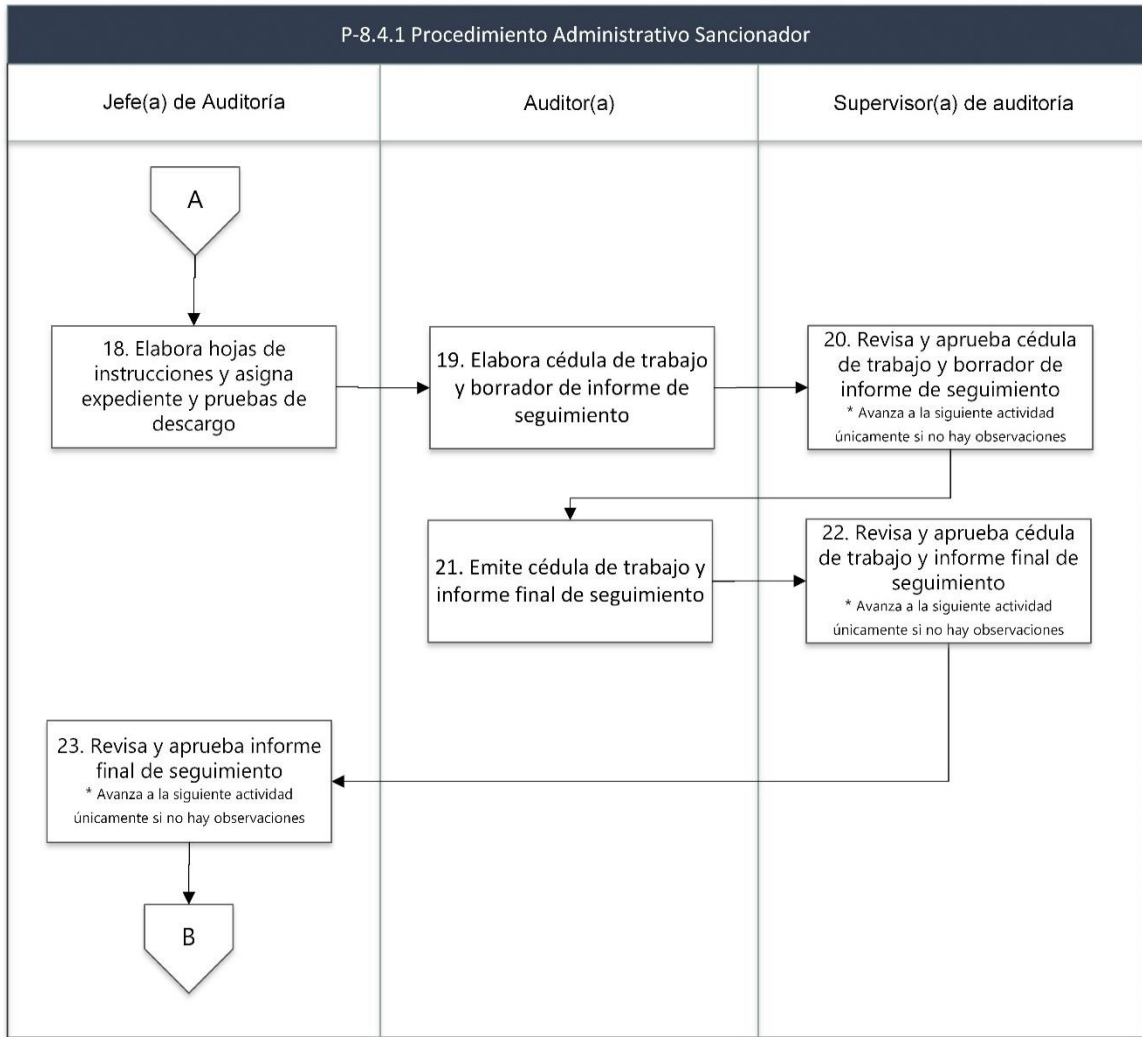 P-8.4.1 Procedimiento Administrativo Sancionador
Jefe(a) de Auditoría
Auditor(a)
Supervisor(a) de auditoría
A
18. Elabora hojas de
instrucciones y asigna
expediente y pruebas de
descargo
19. Elabora cédula de trabajo
y borrador de informe de
seguimiento
20. Revisa y aprueba cédula
de trabajo y borrador de
informe de seguimiento
* Avanza a la siguiente actividad
únicamente si no hay observaciones
21. Emite cédula de trabajo y
informe final de seguimiento
22. Revisa y aprueba cédula
de trabajo y informe final de
seguimiento
* Avanza a la siguiente actividad
únicamente si no hay observaciones
23. Revisa y aprueba informe
final de seguimiento
* Avanza a la siguiente actividad
únicamente si no hay observaciones
B